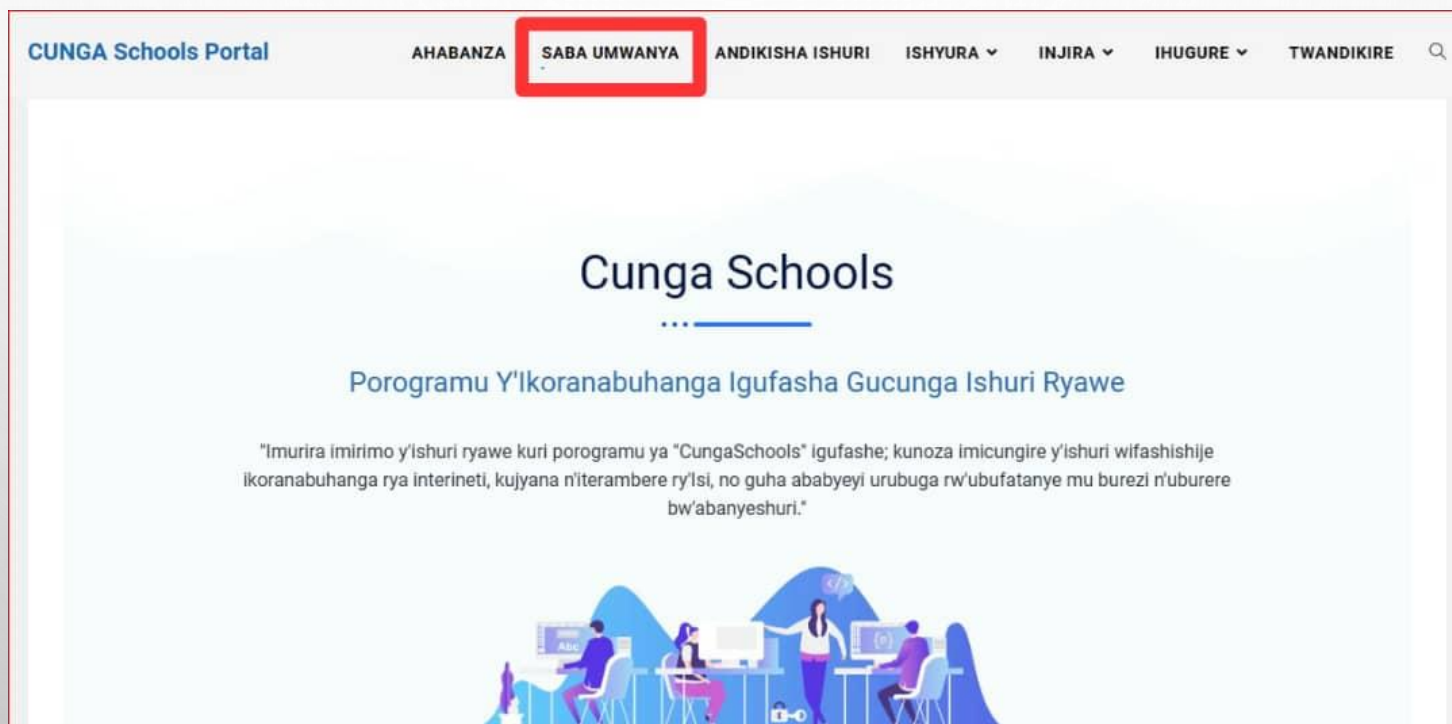 CUNGA Schools Portal
AHABANZA SABA UMWANYA ANDIKISHA ISHURI ISHYURA INJIRA IHUGURE TWANDIKIRE
Cunga Schools
Porogramu Y'Ikoranabuhanga Igufasha Gucunga Ishuri Ryawe
"Imurira imirimo y'ishuri ryawe kuri porogramu ya "CungaSchools" igufashe; kunoza imicungire y'ishuri wifashishije
ikoranabuhanga rya interineti, kujyana n'iterambere ry'Isi, no guha ababyeyi urubuga rw'ubufatanye mu burezi n'uburere
bw'abanyeshuri."
</>
Abc
{o}